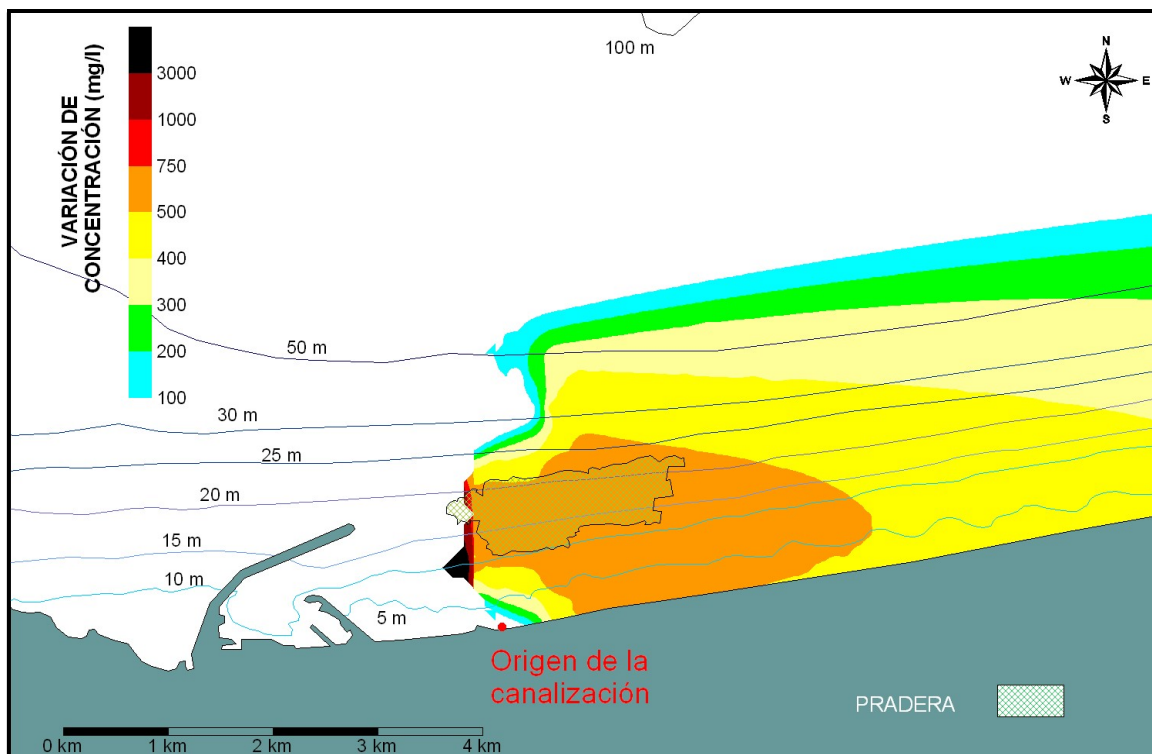 VARIACIÓN DE
CONCENTRACIÓN (mg/l)
3000
1000
750
500
400
300
200
100
100 m
N
W
E
S
50 m
30 m
25 m
20 m
15 m
10 m
5 m
Origen de la
canalización
PRADERA
0 km
1 km
2 km
3 km
4 km